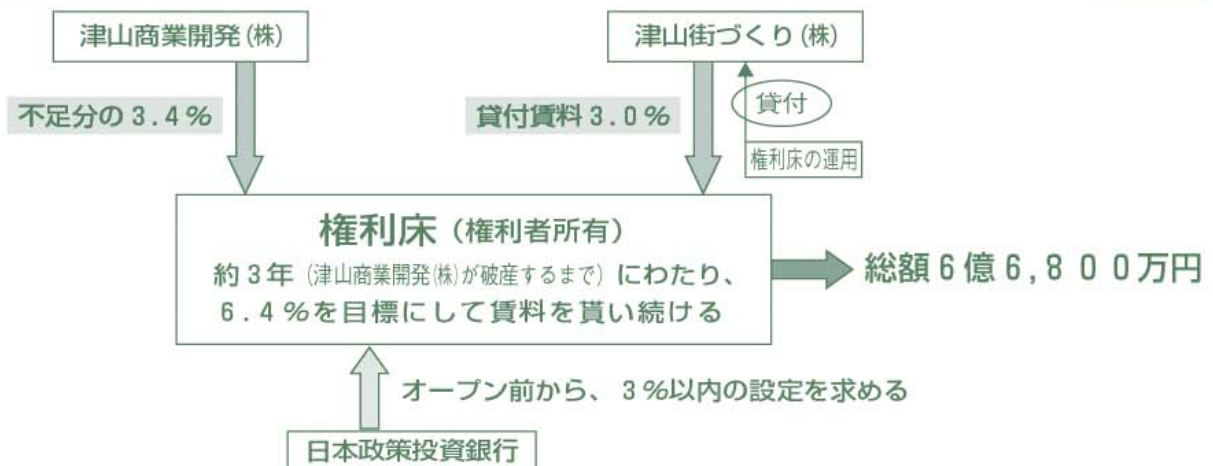 津山商業開発(株)
津山街づくり(株)
不足分の3.4%
貸付賃料3.0%
貸付
権利床の運用
権利床(権利者所有)
約3年(津山商業開発(株)が破産するまで)にわたり、
6.4%を目標にして賃料を貰い続ける
総額6億6,800万円
オープン前から、3%以内の設定を求める
日本政策投資銀行